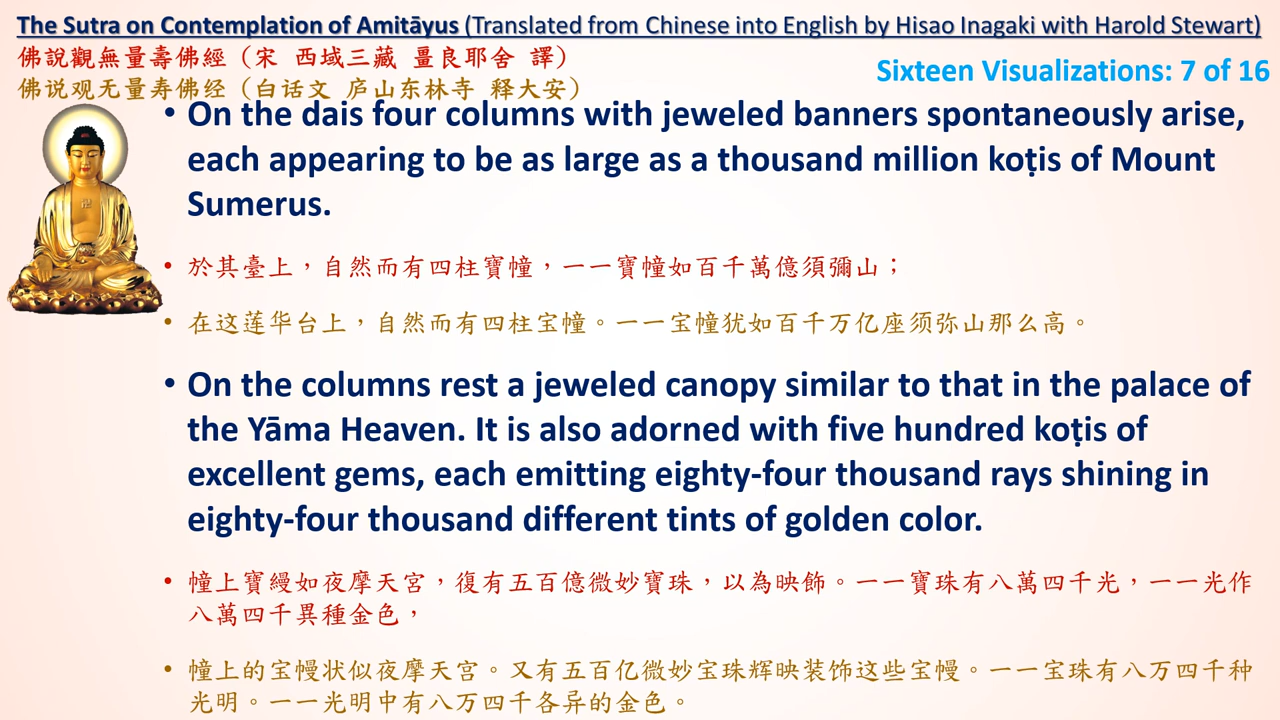 The Sutra on Contemplation of Amitāyus (Translated from Chinese into English by Hisao Inagaki with Harold Stewart)
佛說觀無量壽佛經（宋 西域三藏 畺良耶舍 譯）
佛说观无量寿佛经（白话文 庐山东林寺 释大安）
Sixteen Visualizations: 7 of 16
• On the dais four columns with jeweled banners spontaneously arise,
each appearing to be as large as a thousand million koṭis of Mount
Sumerus.
• 於其臺上，自然而有四柱寶幢，一一寶幢如百千萬億須彌山；
• 在这莲华台上，自然而有四柱宝幢。一一宝幢犹如百千万亿座须弥山那么高。
• On the columns rest a jeweled canopy similar to that in the palace of
the Yāma Heaven. It is also adorned with five hundred koṭis of
excellent gems, each emitting eighty-four thousand rays shining in
eighty-four thousand different tints of golden color.
• 幢上寶縵如夜摩天宮，復有五百億微妙寶珠，以為映飾。一一寶珠有八萬四千光，一一光作
八萬四千異種金色，
• 幢上的宝幔状似夜摩天宫。又有五百亿微妙宝珠辉映装饰这些宝幔。一一宝珠有八万四千种
光明。一一光明中有八万四千各异的金色。